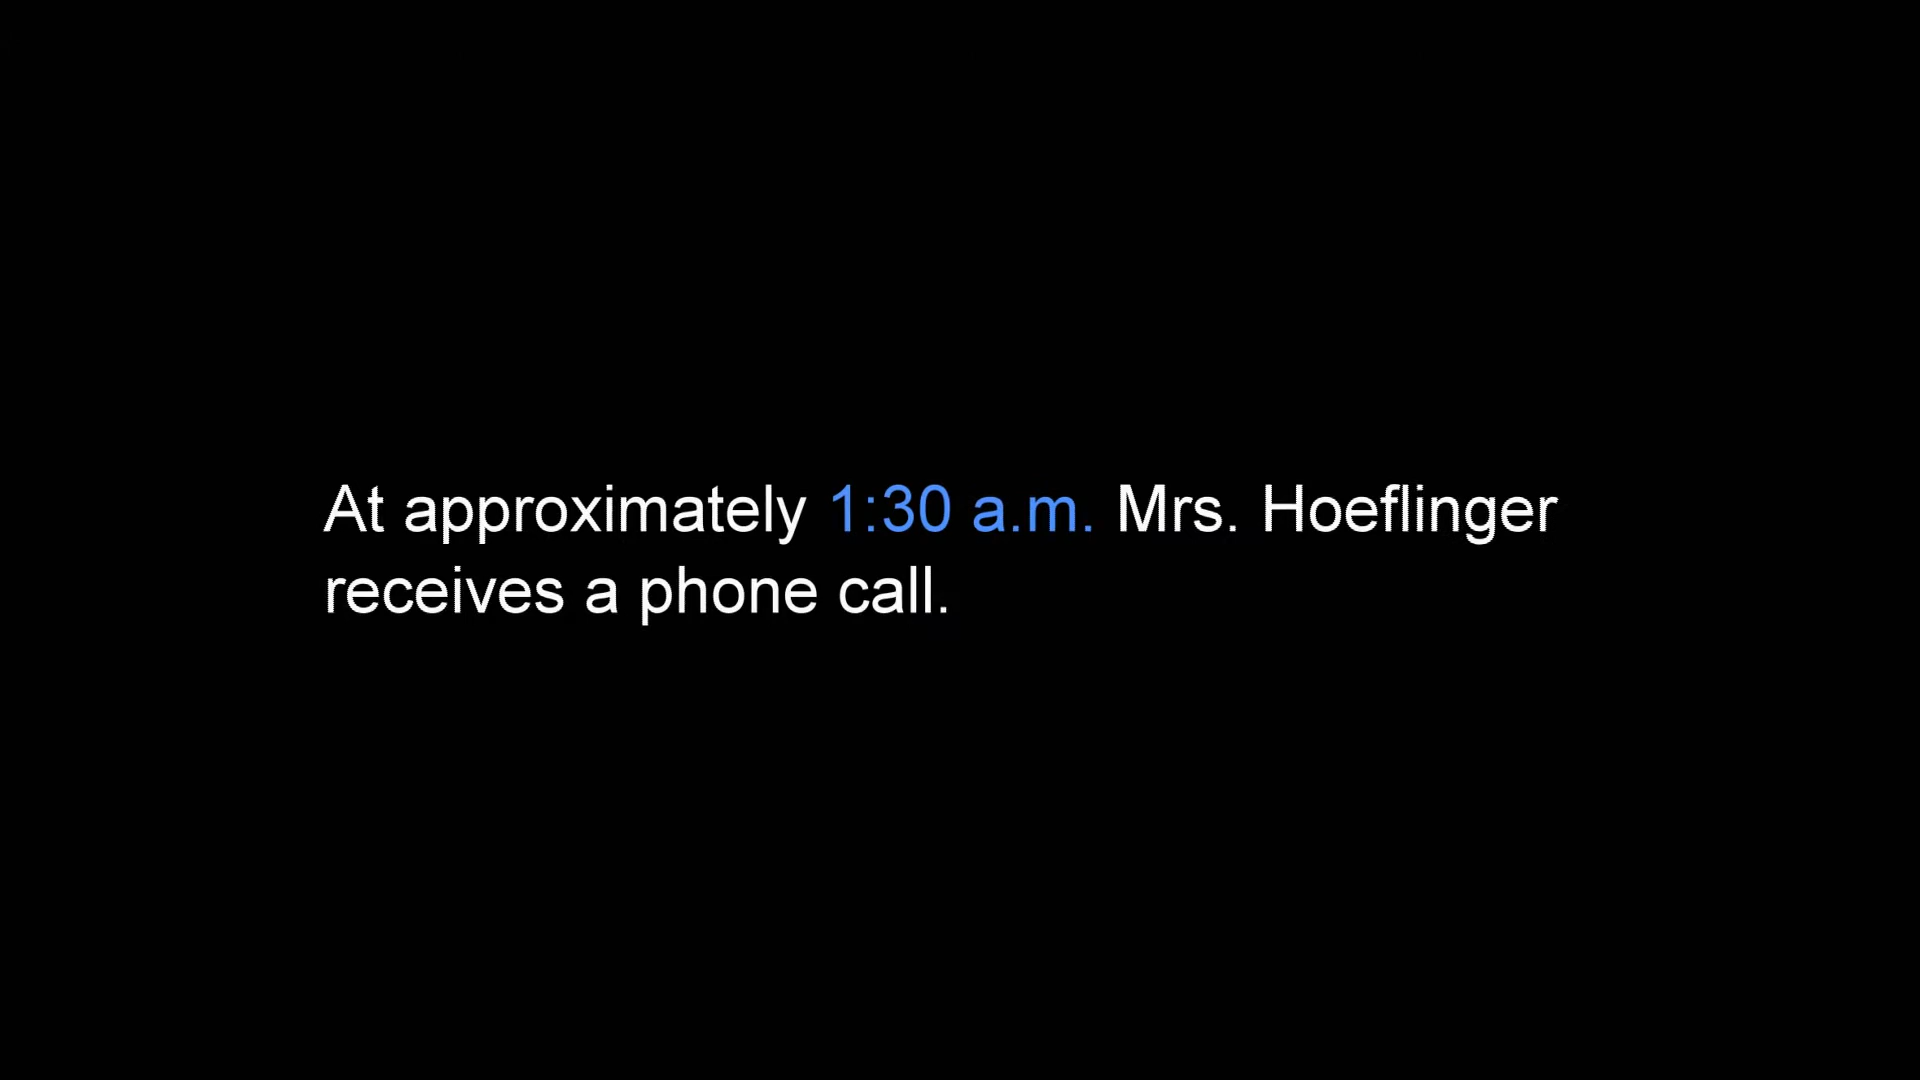 At approximately 1:30 a.m. Mrs. Hoeflinger
receives a phone call.